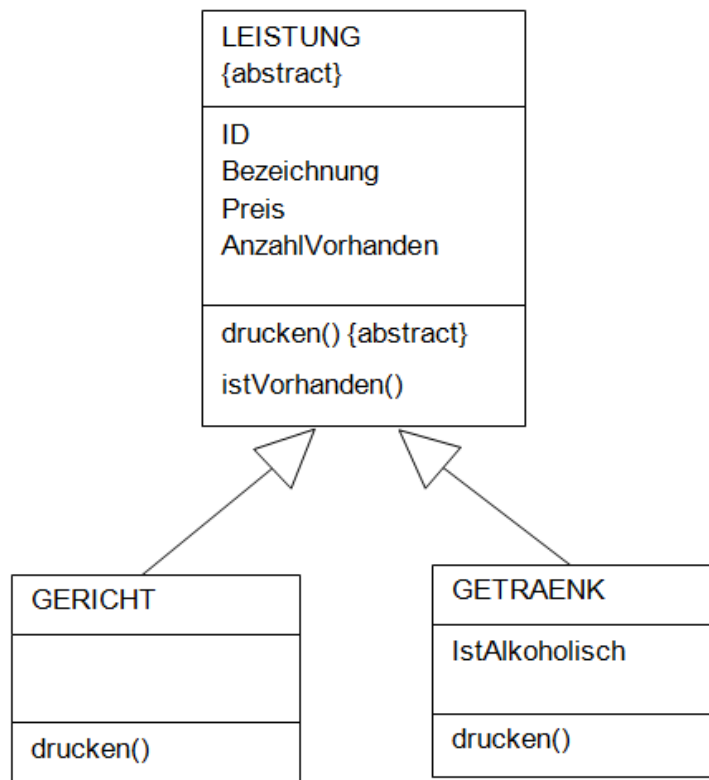 LEISTUNG
{abstract}
ID
Bezeichnung
Preis
AnzahlVorhanden
drucken() {abstract}
istVorhanden()
GERICHT
drucken()
GETRAENK
IstAlkoholisch
drucken()